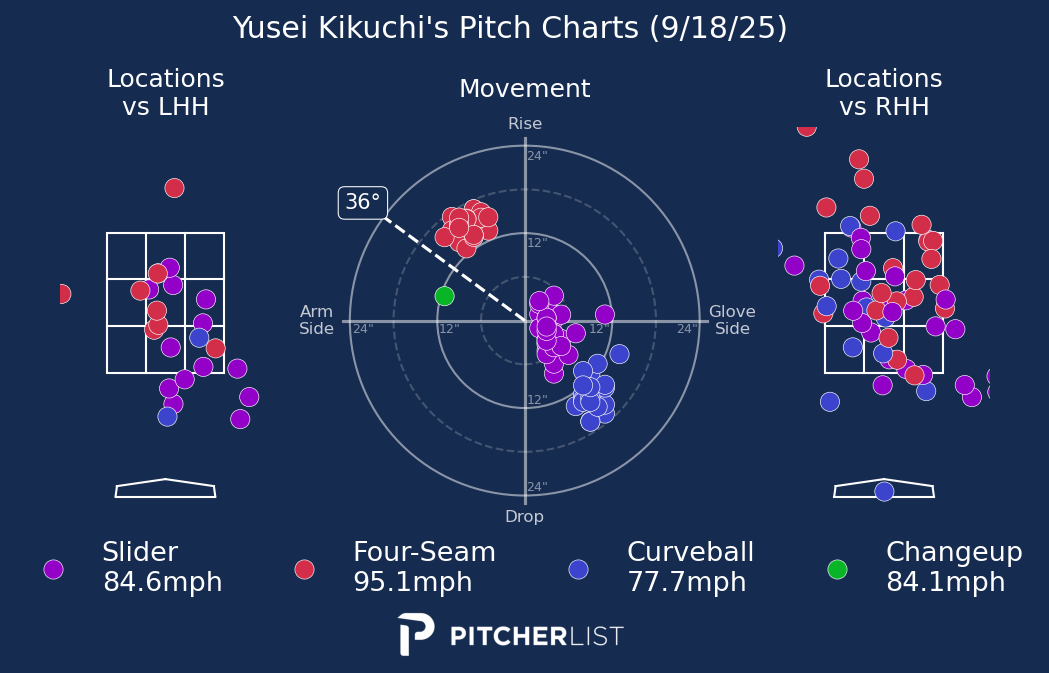 Yusei Kikuchi's Pitch Charts (9/18/25)
Locations
vs LHH
Movement
Locations
vs RHH
Rise
24"
36°
12"
Arm
Side
24"
12"
12"
24"
Glove
Side
12"
24"
Drop
Slider
84.6mph
Four-Seam
95.1mph
Curveball
77.7mph
Changeup
84.1mph
PITCHERLIST